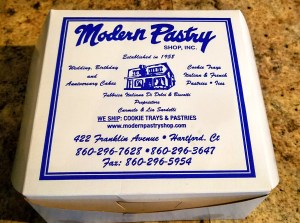 Modern Pastry
SHOP, INC.
Established in 1958
Wedding, Birthday
and
Anniversary Cakes
Cookie Trays
Italian & French
Pastries • Ices
Fabbrica Italiana Di Dolci & Biscotti
Proprietors
Carmelo & Lia Sardelli
WE SHIP: COOKIE TRAYS & PASTRIES
www.modernpastryshop.com
422 Franklin Avenue • Hartford, Ct
860-296-7628 • 860-296-3647
Fax: 860-296-5954